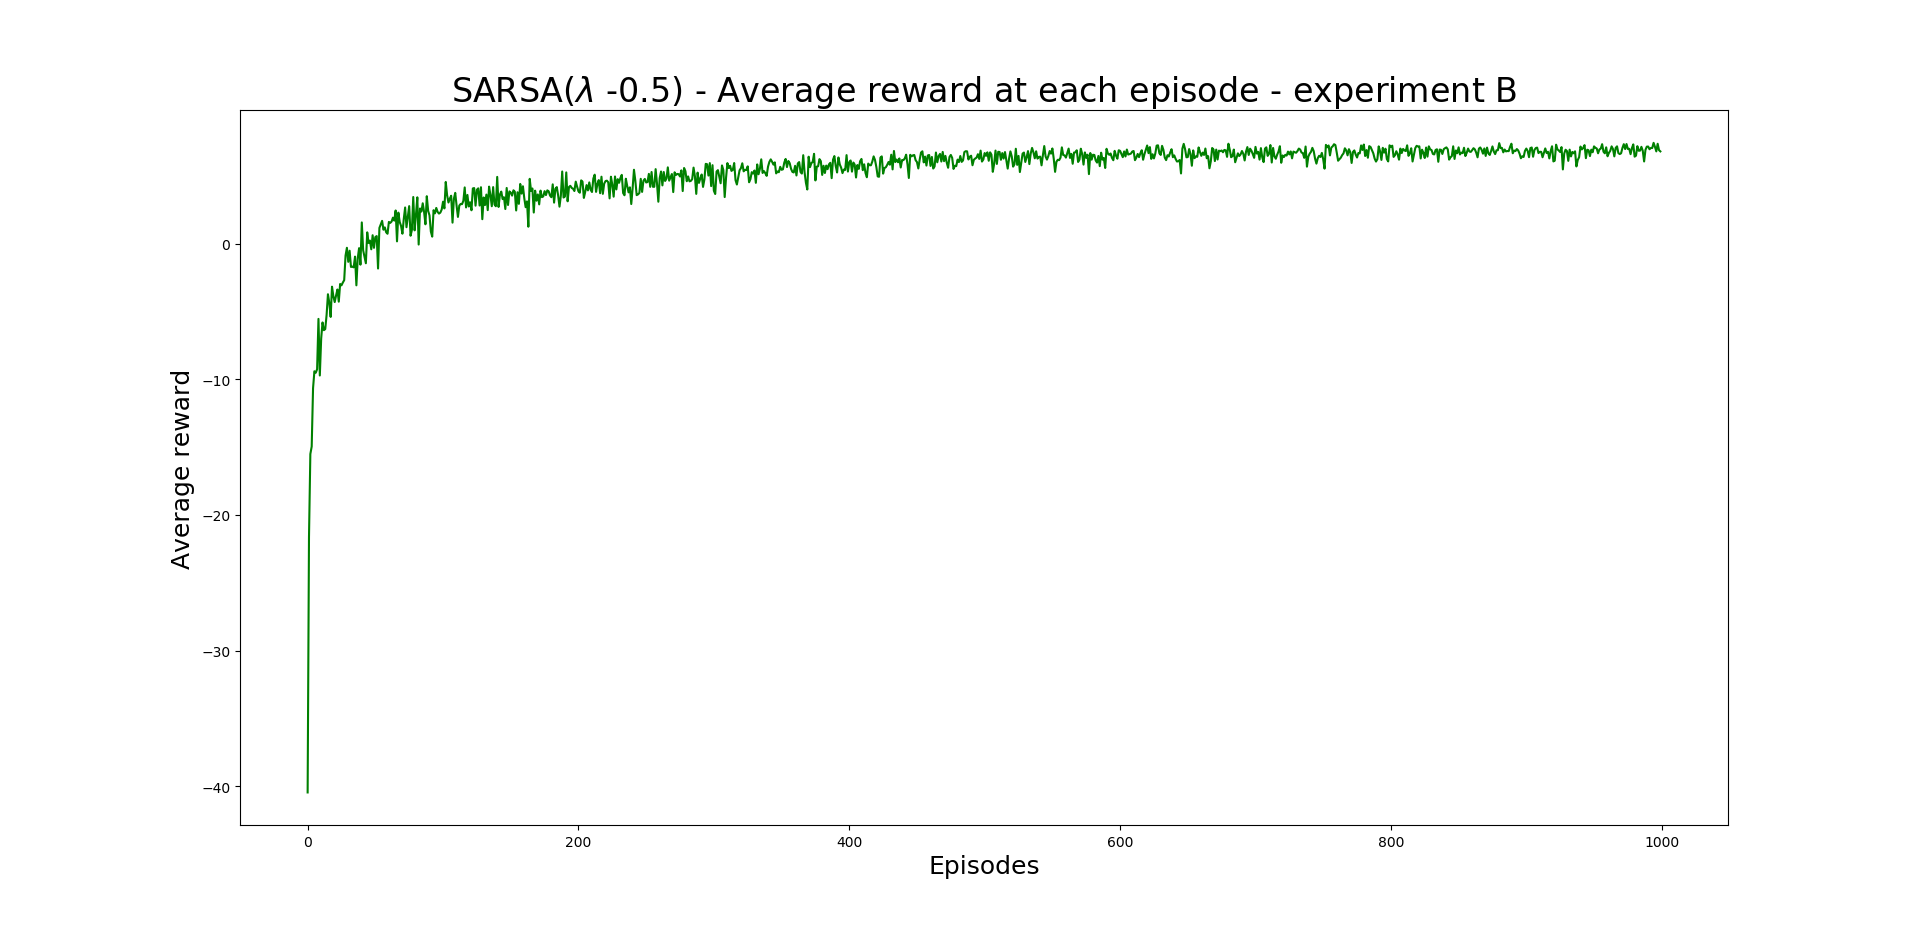 SARSA(λ -0.5) - Average reward at each episode - experiment B
Average reward
0
−10
−20
−30
−40
0 200 400 600 800 1000
Episodes